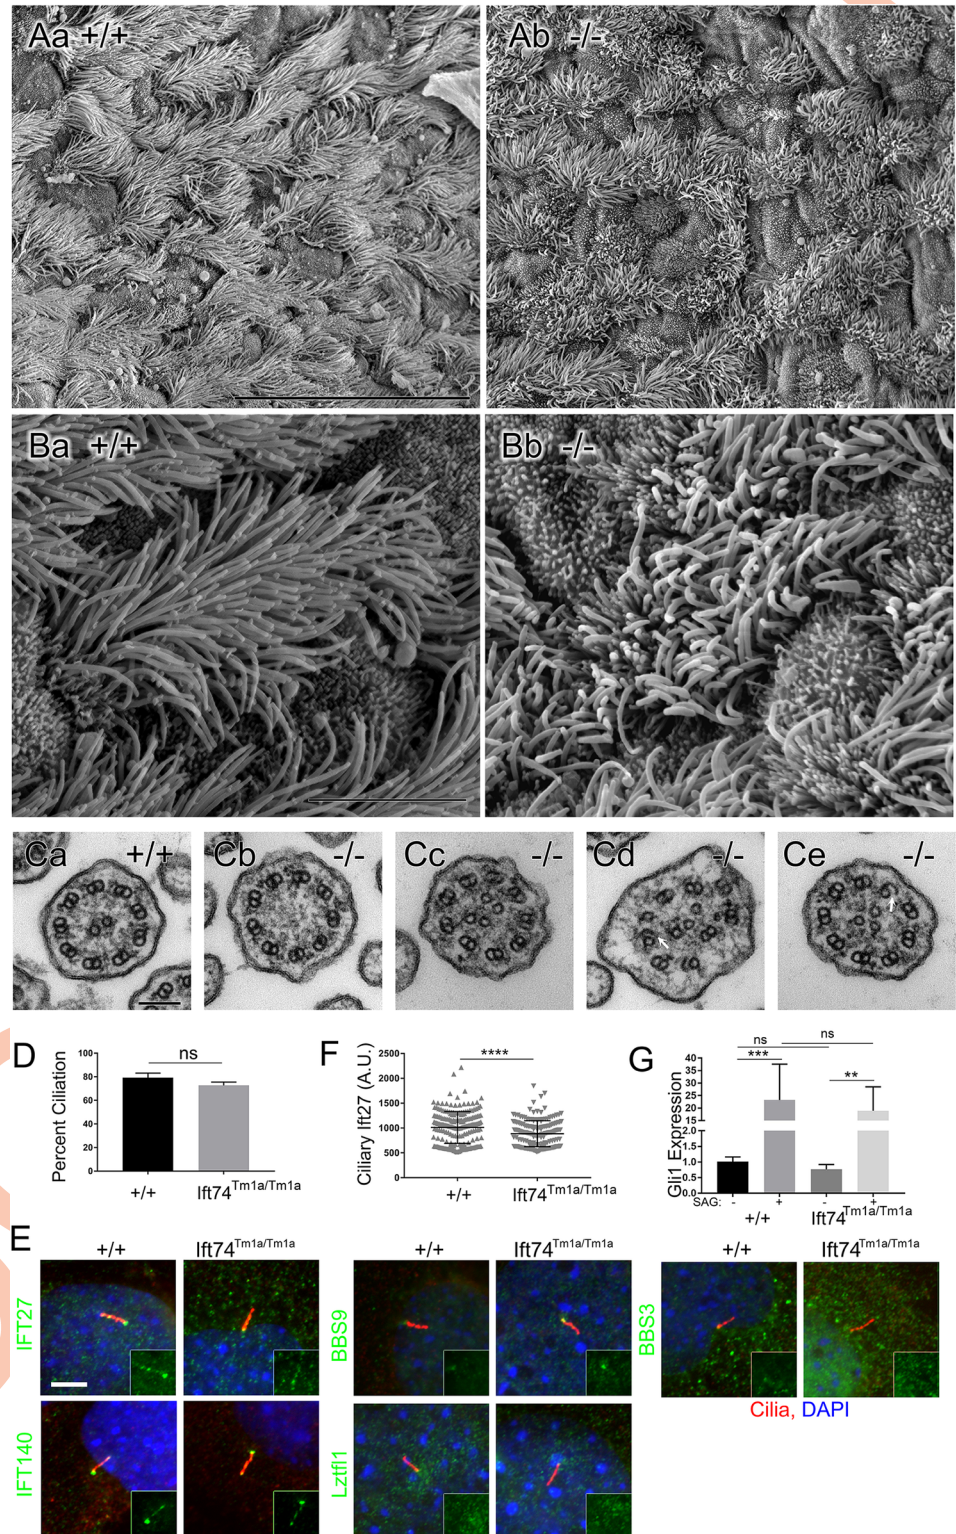 Aa +/+
Ab -/-
Ba +/+
Bb -/-
Ca +/+
Cb -/-
Cc -/-
Cd -/-
Ce -/-
D
Percent Ciliation
100
80
60
40
20
0
ns
+/+
Ift74Tm1a/Tm1a
F
Ciliary Ift27 (A.U.)
2500
2000
1500
1000
500
0
****
+/+
Ift74Tm1a/Tm1a
G
Gli1 Expression
40
35
30
25
20
15
2.0
1.5
1.0
0.5
0.0
ns
ns
***
**
SAG: - + - +
+/+
Ift74Tm1a/Tm1a
E
+/+
Ift74Tm1a/Tm1a
+/+
Ift74Tm1a/Tm1a
+/+
Ift74Tm1a/Tm1a
IFT27
BBS9
BBS3
Cilia, DAPI
IFT140
Lztfl1